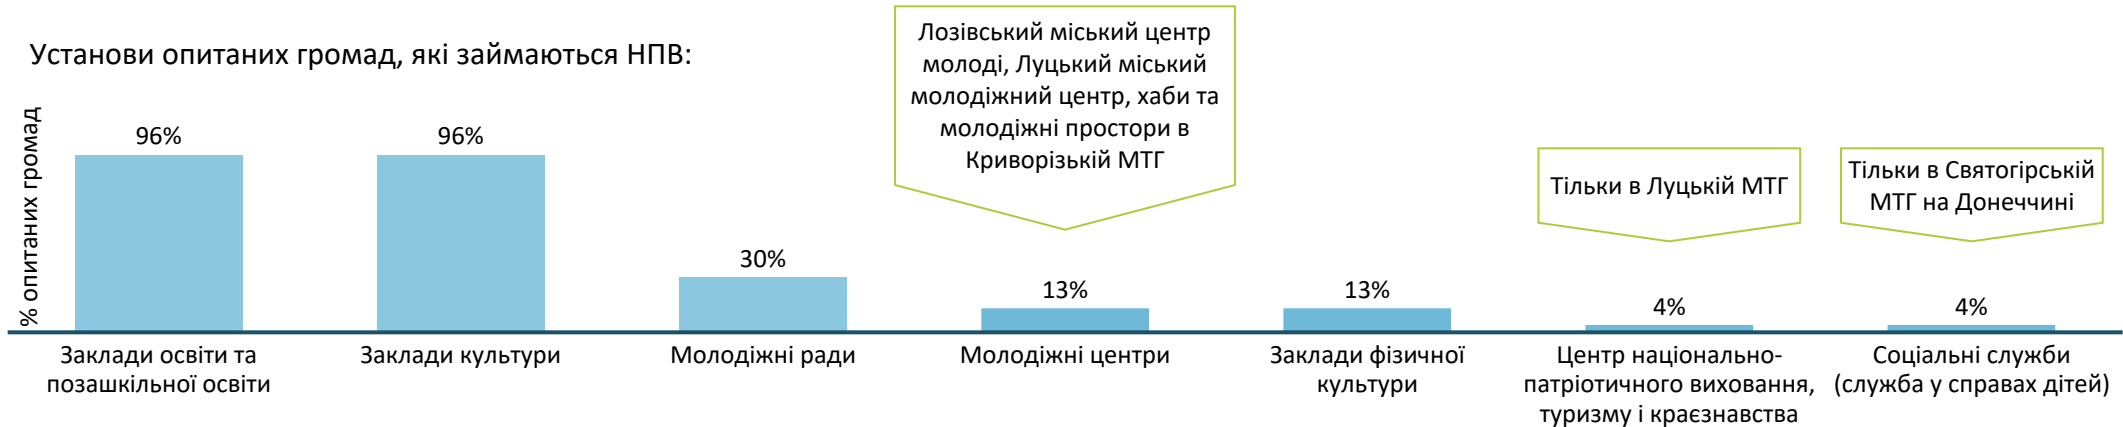 Установи опитаних громад, які займаються НПВ:
Лозівський міський центр
молоді, Луцький міський
молодіжний центр, хаби та
молодіжні простори в
Криворізькій МТГ
Тільки в Луцькій МТГ
Тільки в Святогірській
МТГ на Донеччині
% опитаних громад
96%
96%
30%
13%
13%
4%
4%
Заклади освіти та
позашкільної освіти
Заклади культури
Молодіжні ради
Молодіжні центри
Заклади фізичної
культури
Центр національно-
патріотичного виховання,
туризму і краєзнавства
Соціальні служби
(служба у справах дітей)